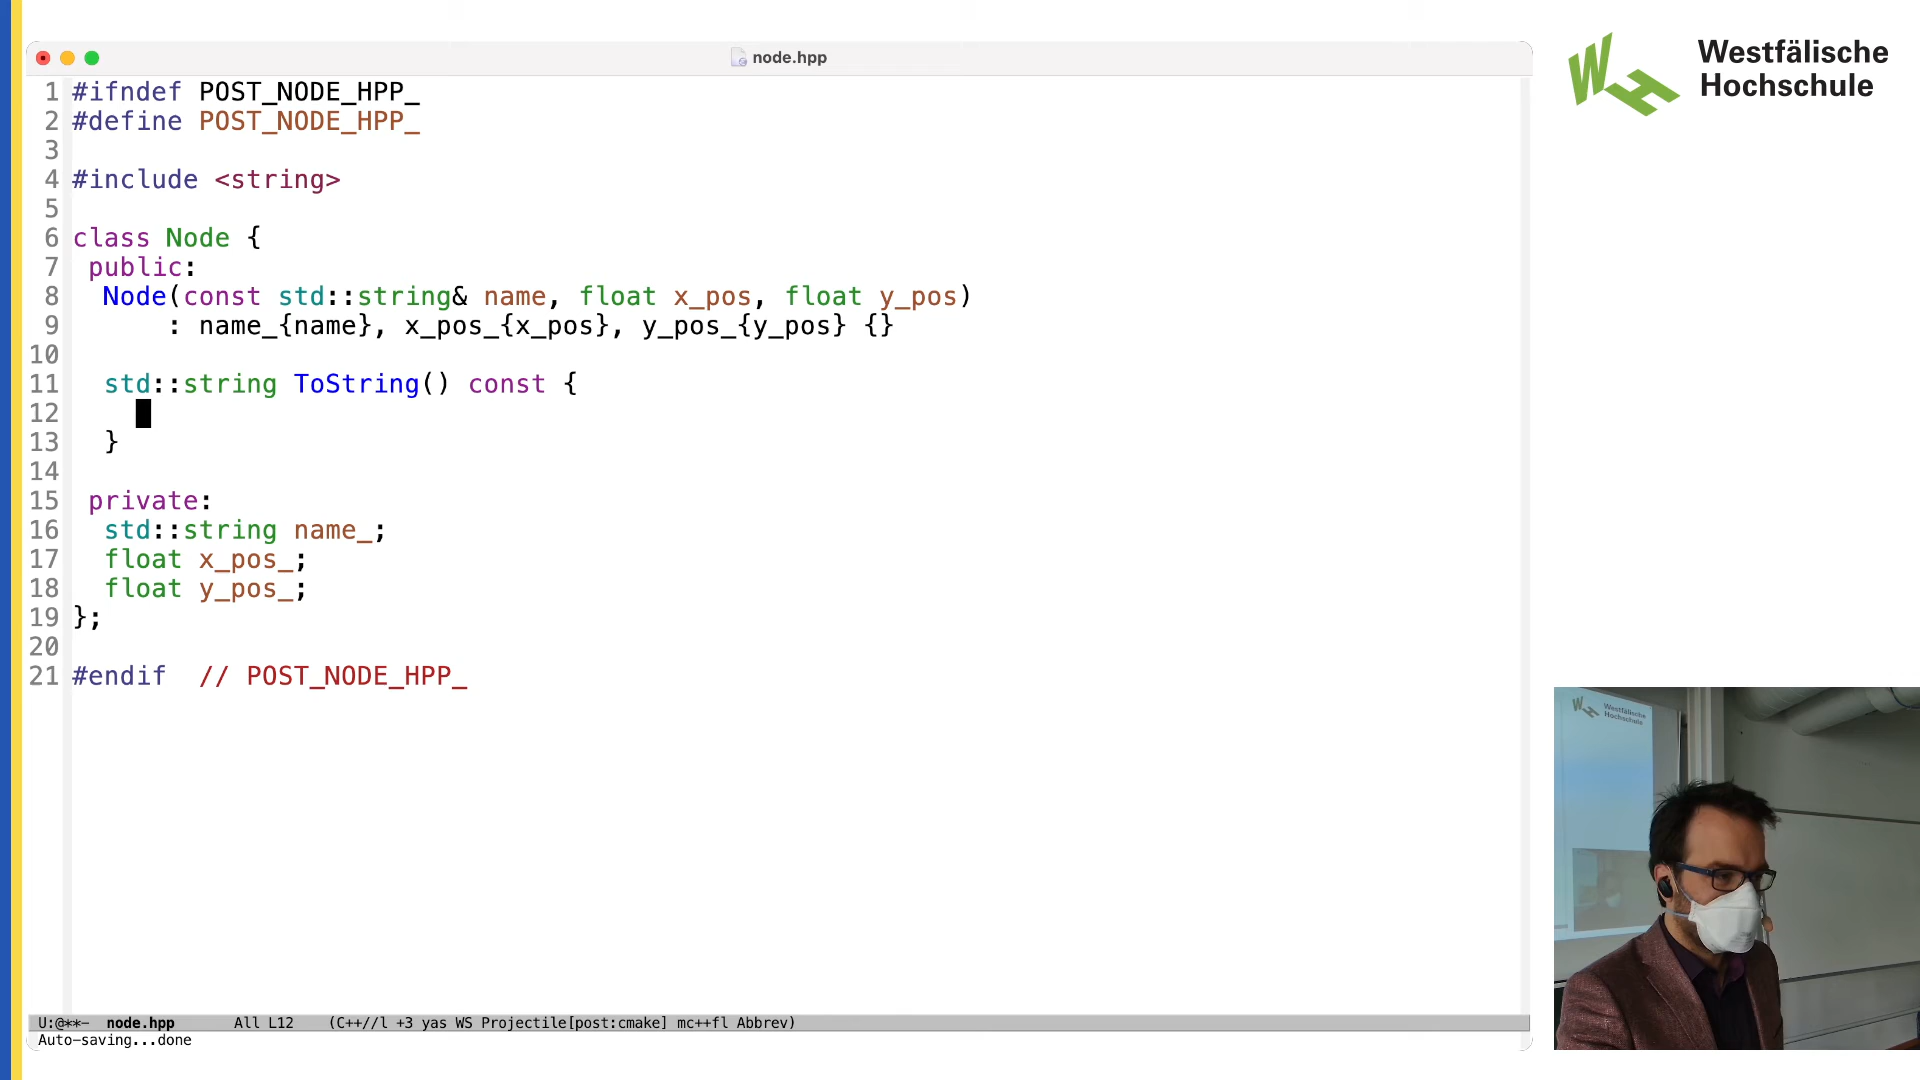 node.hpp
1 #ifndef POST_NODE_HPP_
2 #define POST_NODE_HPP_
3
4 #include <string>
5
6 class Node {
7  public:
8   Node(const std::string& name, float x_pos, float y_pos)
9       : name_{name}, x_pos_{x_pos}, y_pos_{y_pos} {}
10
11   std::string ToString() const {
12
13   }
14
15  private:
16   std::string name_;
17   float x_pos_;
18   float y_pos_;
19 };
20
21 #endif  // POST_NODE_HPP_
U:@**-  node.hpp       All L12    (C++//l +3 yas WS Projectile[post:cmake] mc++fl Abbrev)
Auto-saving...done
Westfälische
Hochschule
Westfälische
Hochschule